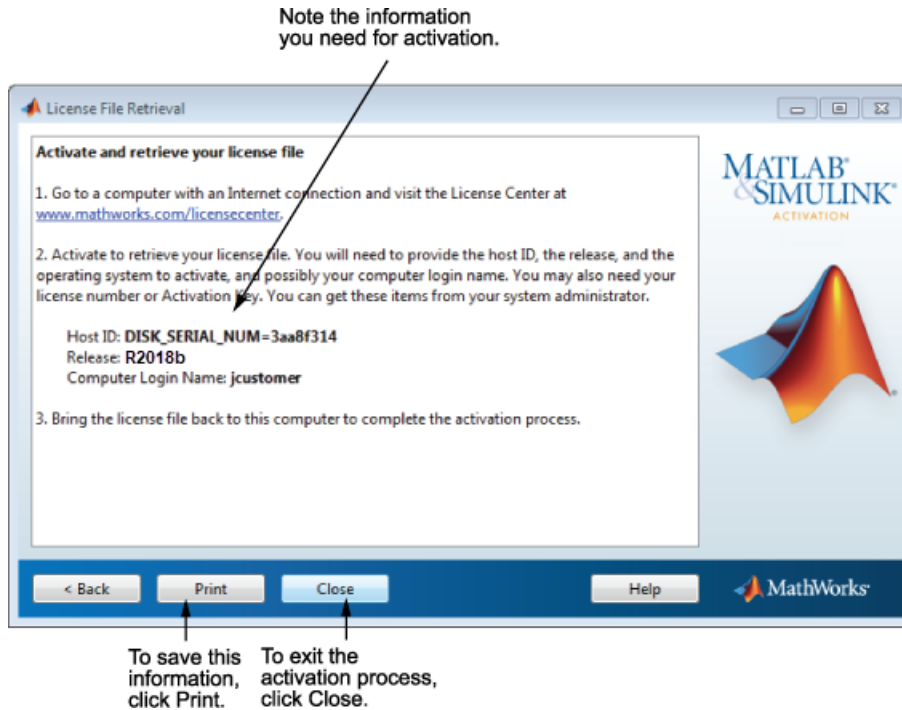 Note the information
you need for activation.
License File Retrieval
Activate and retrieve your license file
1. Go to a computer with an Internet connection and visit the License Center at
www.mathworks.com/licensecenter.
2. Activate to retrieve your license file. You will need to provide the host ID, the release, and the
operating system to activate, and possibly your computer login name. You may also need your
license number or Activation Key. You can get these items from your system administrator.
Host ID: DISK_SERIAL_NUM=3aa8f314
Release: R2018b
Computer Login Name: jcustomer
3. Bring the license file back to this computer to complete the activation process.
MATLAB®
&SIMULINK®
ACTIVATION
< Back
Print
Close
Help
MathWorks®
To save this
information,
click Print.
To exit the
activation process,
click Close.